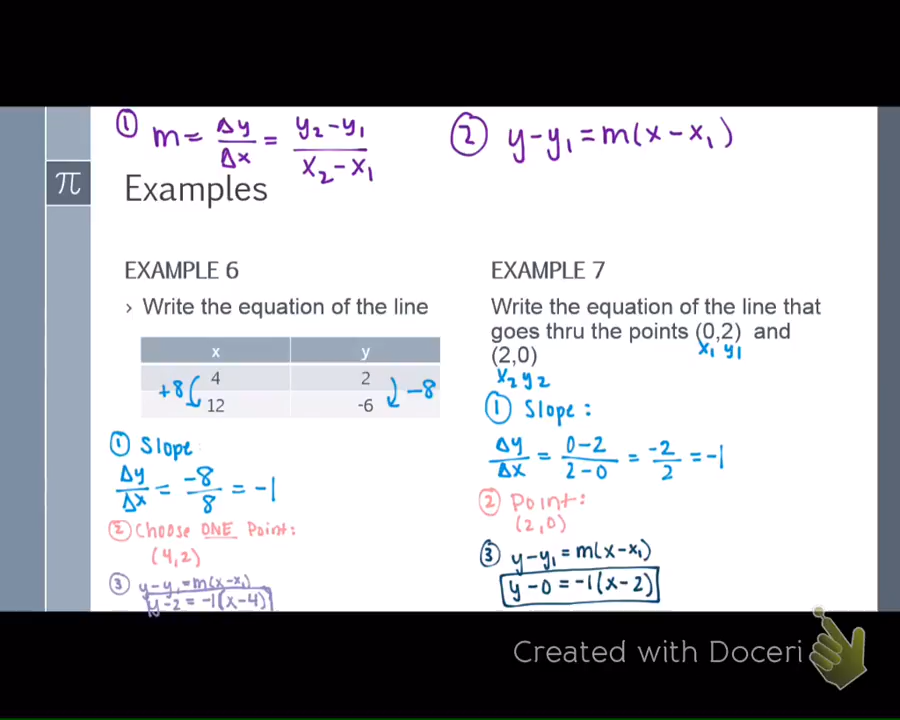 ① m = Δy/Δx = y₂-y₁/x₂-x₁
② y-y₁=m(x-x₁)
π
Examples
EXAMPLE 6
› Write the equation of the line
x y
+8 4 2 -8
12 -6
① Slope
Δy/Δx = -8/8 = -1
② Choose ONE Point:
(4,2)
③ y-y₁=m(x-x₁)
y-2 = -1(x-4)
EXAMPLE 7
Write the equation of the line that
goes thru the points (0,2) and
x₁ y₁
(2,0)
x₂ y₂
① Slope:
Δy/Δx = 0-2/2-0 = -2/2 = -1
② Point:
(2,0)
③ y-y₁=m(x-x₁)
y-0=-1(x-2)
Created with Doceri